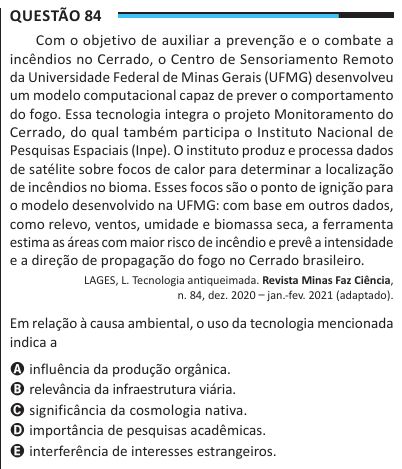 QUESTÃO 84
Com o objetivo de auxiliar a prevenção e o combate a
incêndios no Cerrado, o Centro de Sensoriamento Remoto
da Universidade Federal de Minas Gerais (UFMG) desenvolveu
um modelo computacional capaz de prever o comportamento
do fogo. Essa tecnologia integra o projeto Monitoramento do
Cerrado, do qual também participa o Instituto Nacional de
Pesquisas Espaciais (Inpe). O instituto produz e processa dados
de satélite sobre focos de calor para determinar a localização
de incêndios no bioma. Esses focos são o ponto de ignição para
o modelo desenvolvido na UFMG: com base em outros dados,
como relevo, ventos, umidade e biomassa seca, a ferramenta
estima as áreas com maior risco de incêndio e prevê a intensidade
e a direção de propagação do fogo no Cerrado brasileiro.
LAGES, L. Tecnologia antiqueimada. Revista Minas Faz Ciência,
n. 84, dez. 2020 – jan.-fev. 2021 (adaptado).
Em relação à causa ambiental, o uso da tecnologia mencionada
indica a
A influência da produção orgânica.
B relevância da infraestrutura viária.
C significância da cosmologia nativa.
D importância de pesquisas acadêmicas.
E interferência de interesses estrangeiros.